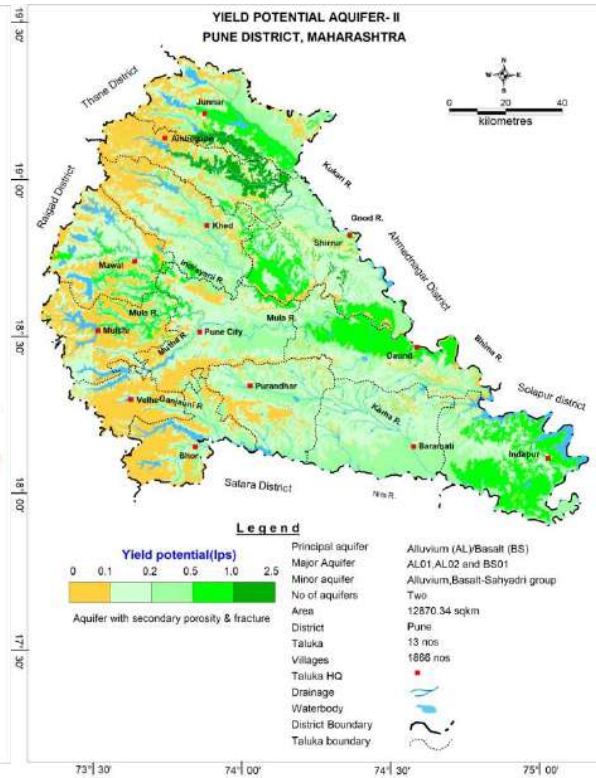 YIELD POTENTIAL AQUIFER- II
PUNE DISTRICT, MAHARASHTRA
N
W E
S
0 20 40
kilometres
19°30'
19°00'
18°30'
18°00'
17°30'
Thane District
Junnar
Kukari R.
Raigad District
Khed
Good R.
Shirrur
Ahmednagar District
Mawal
Indrayani R.
Mula R.
Mulshi
Mutha R.
Pune City
Mula R.
Daund
Bhima R.
Solapur district
Purandhar
Velhe
Ganjauni R
Karha R.
Baramati
Indapur
Bhor
Satara District
Nira R.
Legend
Yield potential(lps)
0 0.1 0.2 0.5 1.0 2.5
Aquifer with secondary porosity & fracture
Principal aquifer Alluvium (AL)/Basalt (BS)
Major Aquifer AL01,AL02 and BS01
Minor aquifer Alluvium,Basalt-Sahyadri group
No of aquifers Two
Area 12870.34 sqkm
District Pune
Taluka 13 nos
Villages 1866 nos
Taluka HQ
Drainage
Waterbody
District Boundary
Taluka boundary
73°30' 74°00' 74°30' 75°00'